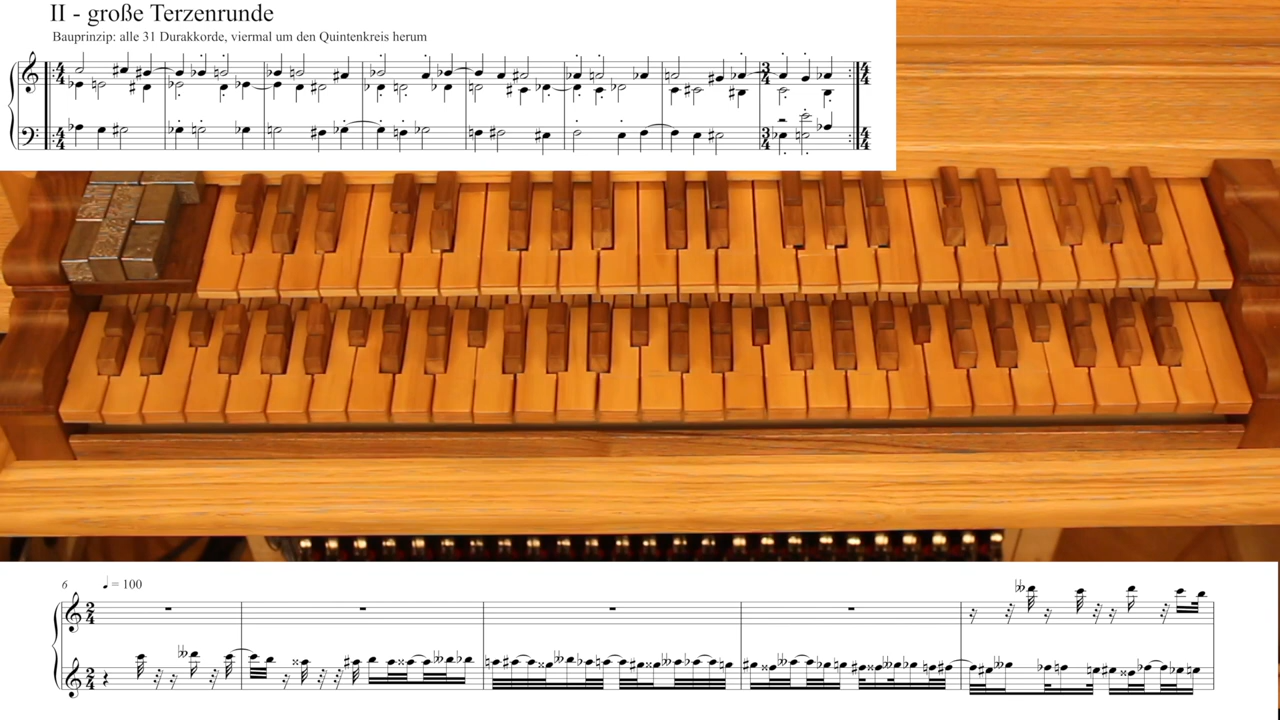 II - große Terzenrunde
Bauprinzip: alle 31 Durakkorde, viermal um den Quintenkreis herum
6
= 100